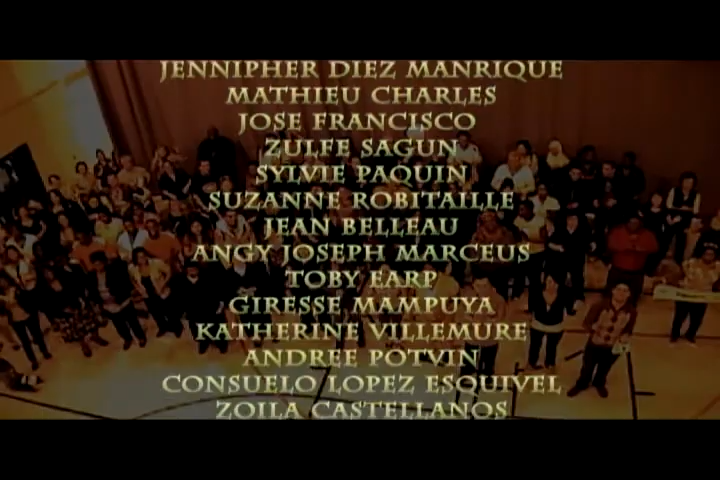 JENNIPHER DIEZ MANRIQUE
MATHIEU CHARLES
JOSE FRANCISCO
ZULFE SAGUN
SYLVIE PAQUIN
SUZANNE ROBITAILLE
JEAN BELLEAU
ANGY JOSEPH MARCEUS
TOBY EARP
GIRESSE MAMPUYA
KATHERINE VILLEMURE
ANDREE POTVIN
CONSUELO LOPEZ ESQUIVEL
ZOILA CASTELLANOS